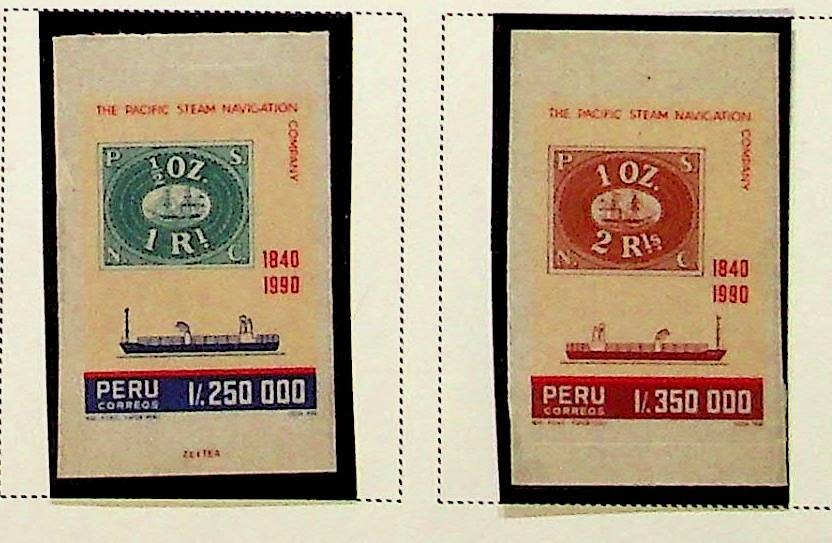 THE PACIFIC STEAM NAVIGATION
COMPANY
P. S.
½ OZ.
1 Rl
N. C
1840
1990
PERU
CORREOS
I/. 250 000
THE PACIFIC STEAM NAVIGATION
COMPANY
P S.
1 OZ.
2 Rls
N. C
1840
1990
PERU
CORREOS
I/. 350 000